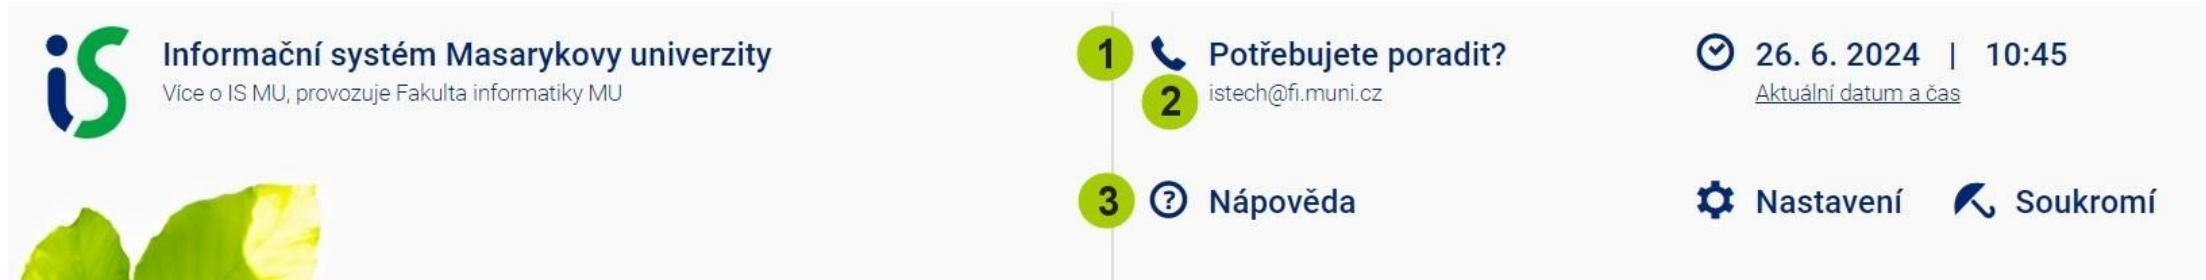 iS
Informační systém Masarykovy univerzity
Více o IS MU, provozuje Fakulta informatiky MU
1 Potřebujete poradit?
2 istech@fi.muni.cz
3 ? Nápověda
26. 6. 2024 | 10:45
Aktuální datum a čas
Nastavení Soukromí